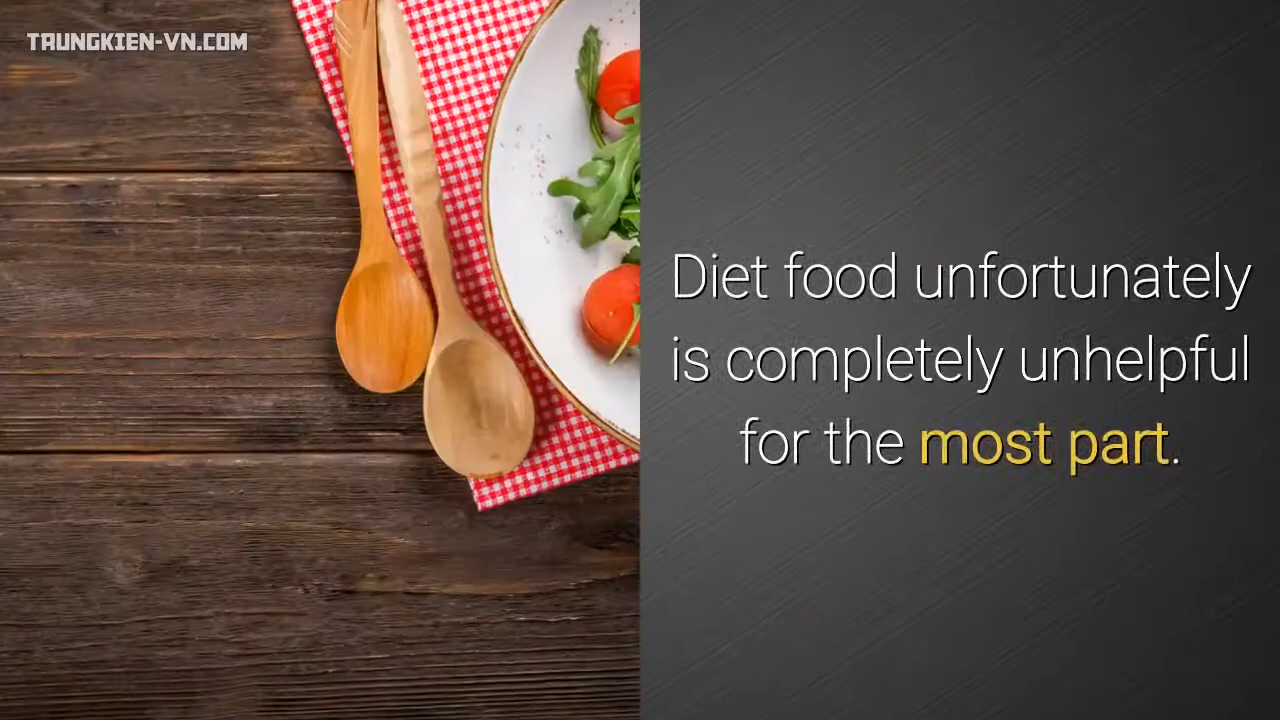 TRUNGKIEN-VN.COM
Diet food unfortunately
is completely unhelpful
for the most part.